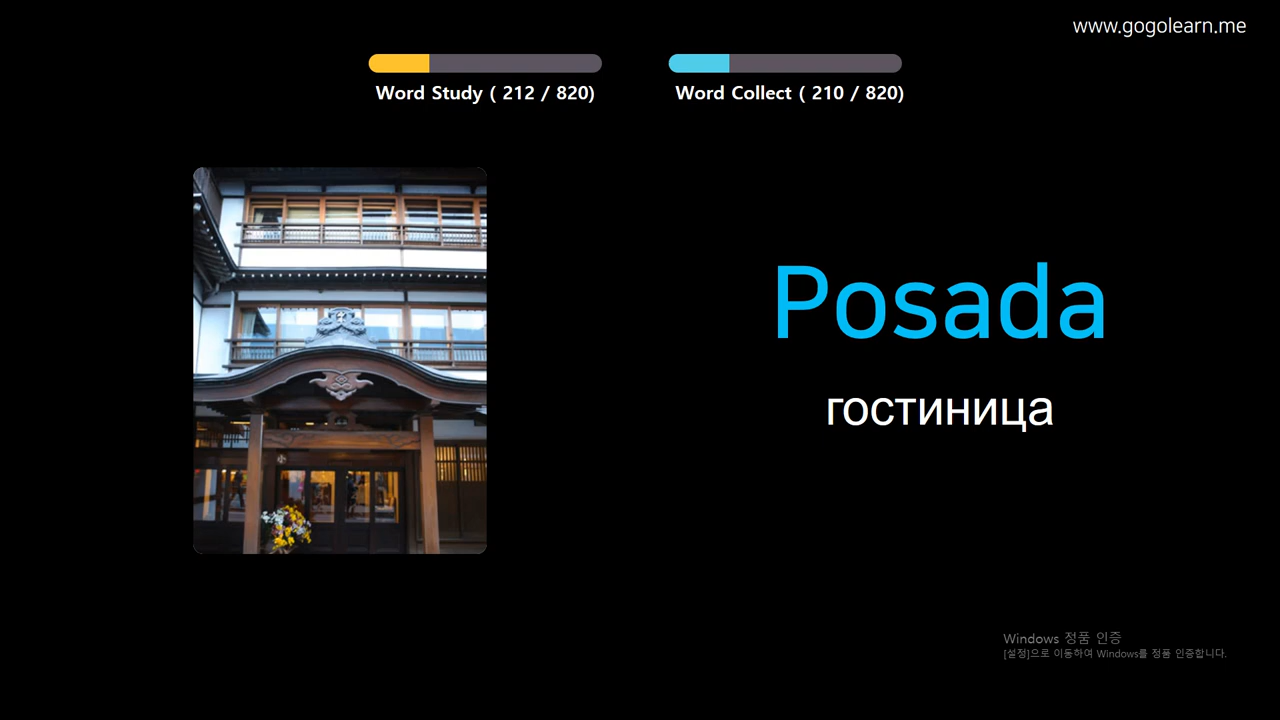 www.gogolearn.me
Word Study ( 212 / 820)
Word Collect ( 210 / 820)
Posada
гостиница
Windows 정품 인증
[설정]으로 이동하여 Windows를 정품 인증합니다.